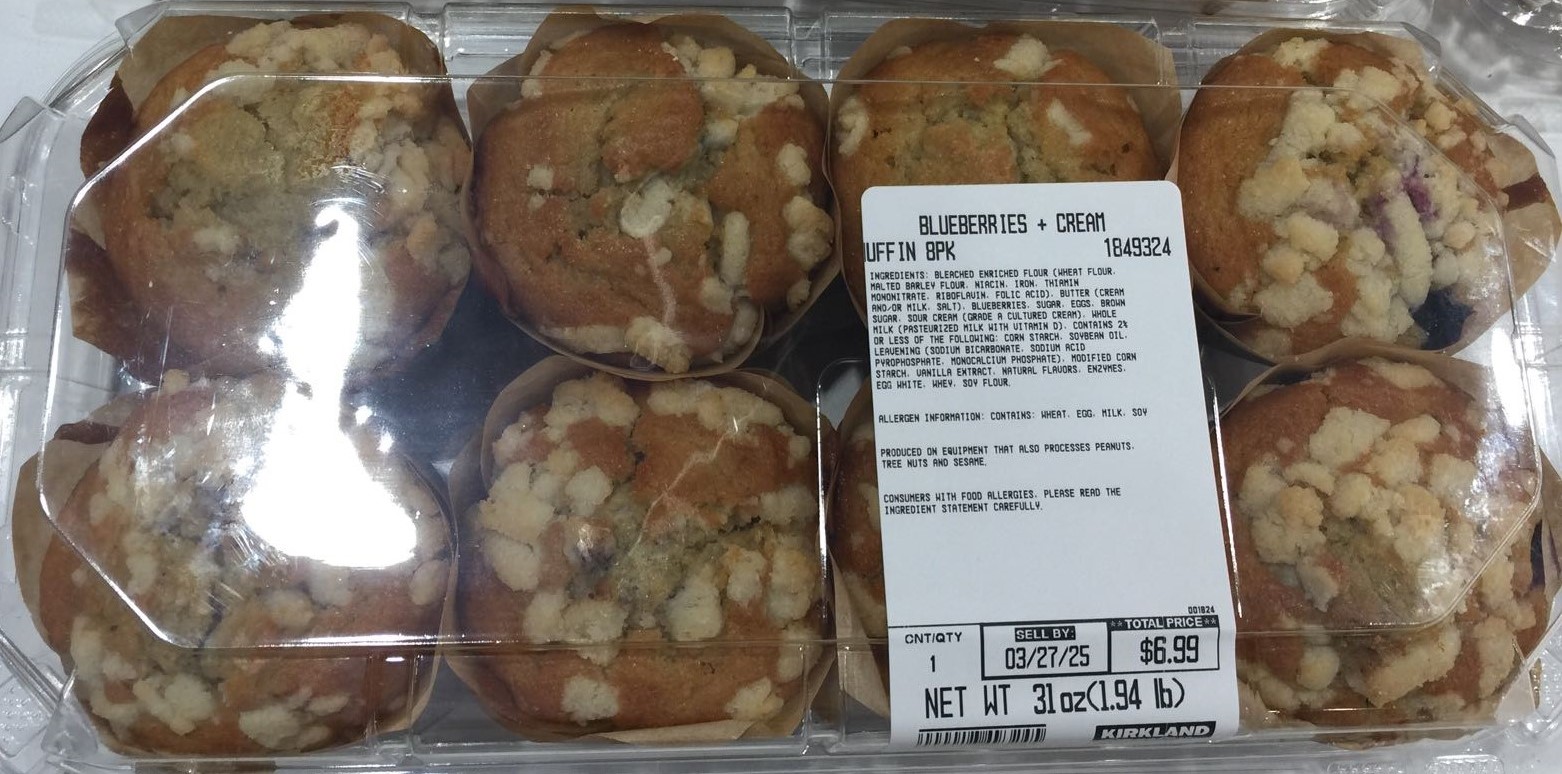 BLUEBERRIES + CREAM
UFFIN 8PK 1849324
INGREDIENTS: BLEACHED ENRICHED FLOUR (WHEAT FLOUR,
MALTED BARLEY FLOUR, NIACIN, IRON, THIAMIN
MONONITRATE, RIBOFLAVIN, FOLIC ACID), BUTTER (CREAM
AND/OR MILK, SALT), BLUEBERRIES, SUGAR, EGGS, BROWN
SUGAR, SOUR CREAM (GRADE A CULTURED CREAM), WHOLE
MILK (PASTEURIZED MILK WITH VITAMIN D), CONTAINS 2%
OR LESS OF THE FOLLOWING: CORN STARCH, SOYBEAN OIL,
LEAVENING (SODIUM BICARBONATE, SODIUM ACID
PYROPHOSPHATE, MONOCALCIUM PHOSPHATE), MODIFIED CORN
STARCH, VANILLA EXTRACT, NATURAL FLAVORS, ENZYMES,
EGG WHITE, WHEY, SOY FLOUR.
ALLERGEN INFORMATION: CONTAINS: WHEAT, EGG, MILK, SOY
PRODUCED ON EQUIPMENT THAT ALSO PROCESSES PEANUTS,
TREE NUTS AND SESAME.
CONSUMERS WITH FOOD ALLERGIES, PLEASE READ THE
INGREDIENT STATEMENT CAREFULLY.
001824
CNT/QTY SELL BY: **TOTAL PRICE**
1 03/27/25 $6.99
NET WT 31 oz(1.94 lb)
KIRKLAND